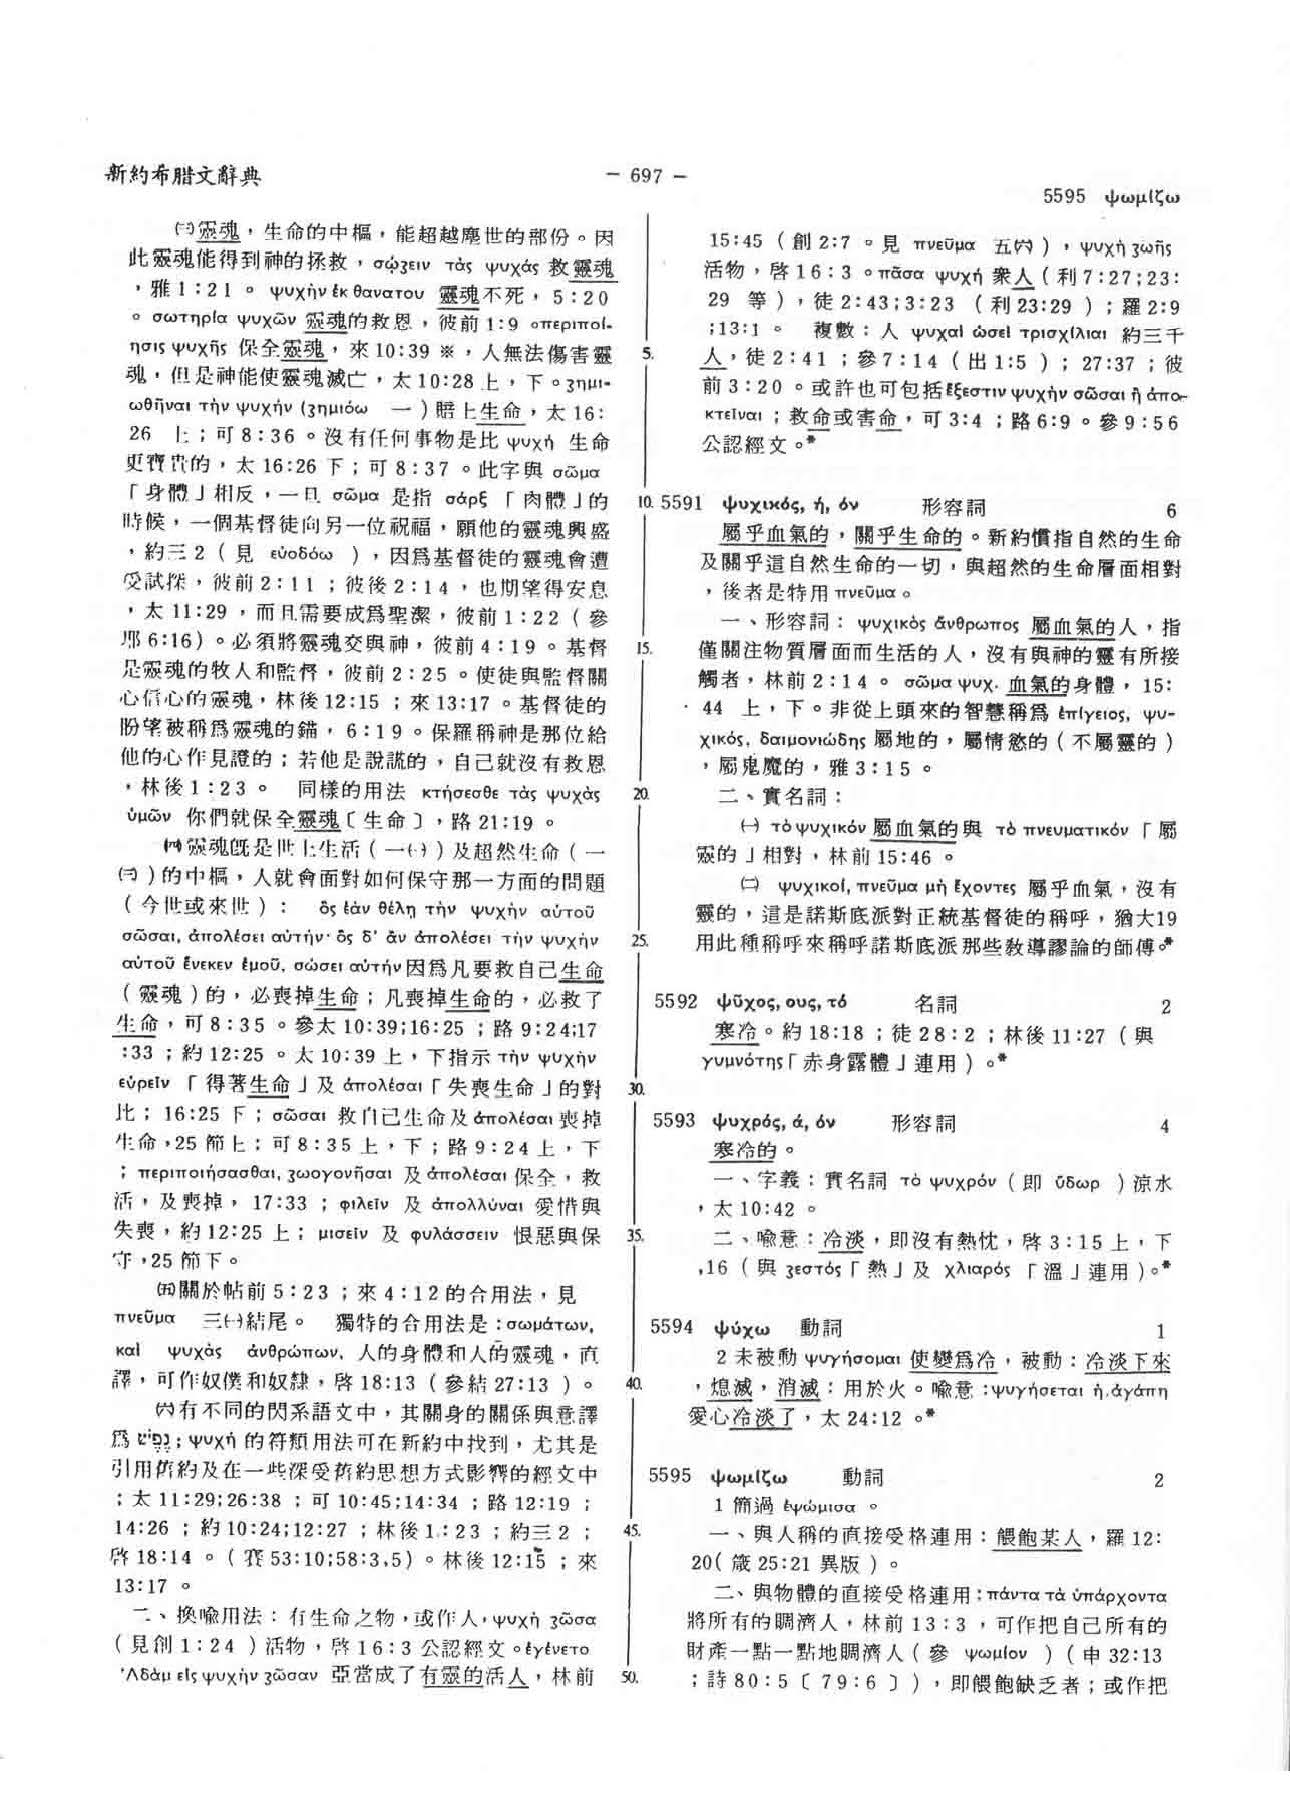 新約希腊文辭典
－ 697 －
5595 ψωμίζω
㈢靈魂，生命的中樞，能超越塵世的部份。因
此靈魂能得到神的拯救，σῴζειν τὰς ψυχάς 救靈魂
，雅1:21。ψυχὴν ἐκ θανατου 靈魂不死，5:20
。σωτηρία ψυχῶν 靈魂的救恩，彼前1:9。περιποί-
ησις ψυχῆς 保全靈魂，來10:39※，人無法傷害靈
魂，但是神能使靈魂滅亡，太10:28上，下。ζημι-
ωθῆναι τὴν ψυχήν (ζημιόω 一）賠上生命，太16:
26 上；可8:36。沒有任何事物是比 ψυχή 生命
更寶貴的，太16:26下；可8:37。此字與 σῶμα
「身體」相反，一旦 σῶμα 是指 σάρξ「肉體」的
時候，一個基督徒向另一位祝福，願他的靈魂興盛
，約三2（見 εὐοδόω ），因爲基督徒的靈魂會遭
受試探，彼前2:11；彼後2:14，也期望得安息
，太11:29，而且需要成爲聖潔，彼前1:22（參
耶6:16)。必須將靈魂交與神，彼前4:19。基督
是靈魂的牧人和監督，彼前2:25。使徒與監督關
心信心的靈魂，林後12:15；來13:17。基督徒的
盼望被稱爲靈魂的錨，6:19。保羅稱神是那位給
他的心作見證的；若他是說謊的，自己就沒有救恩
，林後1:23。 同樣的用法 κτήσεσθε τὰς ψυχὰς
ὑμῶν 你們就保全靈魂〔生命〕，路21:19。
㈣靈魂旣是世上生活（一㈠）及超然生命（一
㈢）的中樞，人就會面對如何保守那一方面的問題
（今世或來世）： ὃς ἐὰν θέλῃ τὴν ψυχὴν αὑτοῦ
σῶσαι, ἀπολέσει αὐτήν· ὃς δ' ἂν ἀπολέσει τὴν ψυχὴν
αὐτοῦ ἕνεκεν ἐμοῦ, σώσει αὐτήν因爲凡要救自己生命
（靈魂）的，必喪掉生命；凡喪掉生命的，必救了
生命，可8:35。參太10:39;16:25；路9:24;17
:33；約12:25。太10:39上，下指示 τὴν ψυχὴν
εὑρεῖν「得著生命」及 ἀπολέσαι「失喪生命」的對
比；16:25下；σῶσαι 救自己生命及 ἀπολέσαι 喪掉
生命，25節上；可8:35上，下；路9:24上，下
；περιποιήσασθαι, ζωογονῆσαι 及 ἀπολέσαι 保全，救
活，及喪掉，17:33；φιλεῖν 及 ἀπολλύναι 愛惜與
失喪，約12:25上；μισεῖν 及 φυλάσσειν 恨惡與保
守，25節下。
㈤關於帖前5:23；來4:12的合用法，見
πνεῦμα 三㈠結尾。 獨特的合用法是:σωμάτων,
καὶ ψυχὰς ἀνθρώπων, 人的身體和人的靈魂，直
譯，可作奴僕和奴隸，啓18:13（參結27:13）。
㈥有不同的閃系語文中，其關身的關係與意譯
爲 נֶפֶשׁ; ψυχή 的符類用法可在新約中找到，尤其是
引用舊約及在一些深受舊約思想方式影響的經文中
；太11:29;26:38；可10:45;14:34；路12:19；
14:26；約10:24;12:27；林後1:23；約三2；
啓18:14。（賽53:10;58:3,5)。林後12:15；來
13:17。
二、換喻用法：有生命之物，或作人，ψυχὴ ζῶσα
（見創1:24）活物，啓16:3公認經文。ἐγένετο
'Αδὰμ εἰς ψυχὴν ζῶσαν 亞當成了有靈的活人，林前
5.
10.
15.
20.
25.
30.
35.
40.
45.
50.
15:45（創2:7。見 πνεῦμα 五㈥），ψυχὴ ζωῆς
活物，啓16:3。πᾶσα ψυχή 衆人（利7:27;23:
29 等），徒2:43;3:23 （利23:29）；羅2:9
;13:1。 複數：人 ψυχαὶ ὡσεὶ τρισχίλιαι 約三千
人，徒2:41；參7:14（出1:5）；27:37；彼
前3:20。或許也可包括ἔξεστιν ψυχὴν σῶσαι ἢ ἀπο-
κτεῖναι；救命或害命，可3:4；路6:9。參9:56
公認經文。*
5591 ψυχικός, ή, όν 形容詞 6
屬乎血氣的，關乎生命的。新約慣指自然的生命
及關乎這自然生命的一切，與超然的生命層面相對
，後者是特用 πνεῦμα。
一、形容詞： ψυχικὸς ἄνθρωπος 屬血氣的人，指
僅關注物質層面而生活的人，沒有與神的靈有所接
觸者，林前2:14。 σῶμα ψυχ. 血氣的身體，15:
44 上，下。非從上頭來的智慧稱爲 ἐπίγειος, ψυ-
χικός, δαιμονιώδης 屬地的，屬情慾的（不屬靈的）
，屬鬼魔的，雅3:15。
二、實名詞：
㈠ τὸ ψυχικόν 屬血氣的與 τὸ πνευματικόν「屬
靈的」相對，林前15:46。
㈡ ψυχικοί, πνεῦμα μὴ ἔχοντες 屬乎血氣，沒有
靈的，這是諾斯底派對正統基督徒的稱呼，猶大19
用此種稱呼來稱呼諾斯底派那些敎導謬論的師傅。*
5592 ψῦχος, ους, τό 名詞 2
寒冷。約18:18；徒28:2；林後11:27（與
γυμνότης「赤身露體」連用）。*
5593 ψυχρός, ά, όν 形容詞 4
寒冷的。
一、字義：實名詞 τὸ ψυχρόν（即 ὕδωρ ）涼水
，太10:42。
二、喩意：冷淡，即沒有熱忱，啓3:15上，下
,16（與 ζεστός「熱」及 χλιαρός 「溫」連用)。*
5594 ψύχω 動詞 1
2未被動 ψυγήσομαι 使變爲冷，被動：冷淡下來
，熄滅，消滅：用於火。喩意:ψυγήσεται ἡ ἀγάπη
愛心冷淡了，太24:12。*
5595 ψωμίζω 動詞 2
1簡過 ἐψώμισα。
一、與人稱的直接受格連用：餵飽某人，羅12:
20(箴25:21異版）。
二、與物體的直接受格連用：πάντα τὰ ὑπάρχοντα
將所有的賙濟人，林前13:3，可作把自己所有的
財產一點一點地賙濟人（參 ψωμίον ）（申32:13
；詩80:5〔79:6〕），即餵飽缺乏者；或作把